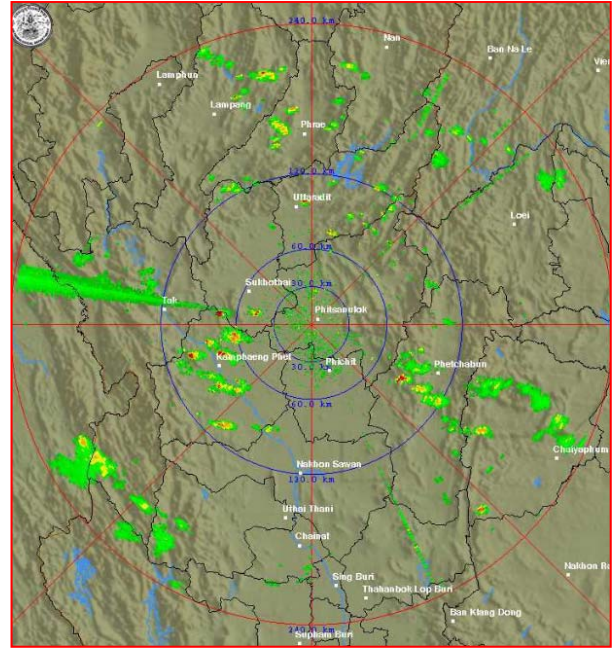 240.0 km
Nan
Ban Na Le
Lamphun
Lampang
Phrae
120.0 km
Uttaradit
Loei
60.0 km
30.0 km
Sukhothai
Tak
Phitsanulok
Kamphaeng Phet
Phichit
Phetchabun
30.0 km
60.0 km
Chaiyaphum
Nakhon Sawan
120.0 km
Uthai Thani
Chainat
Sing Buri
Thahanbok Lop Buri
Ban Klang Dong
240.0 km
Suphan Buri